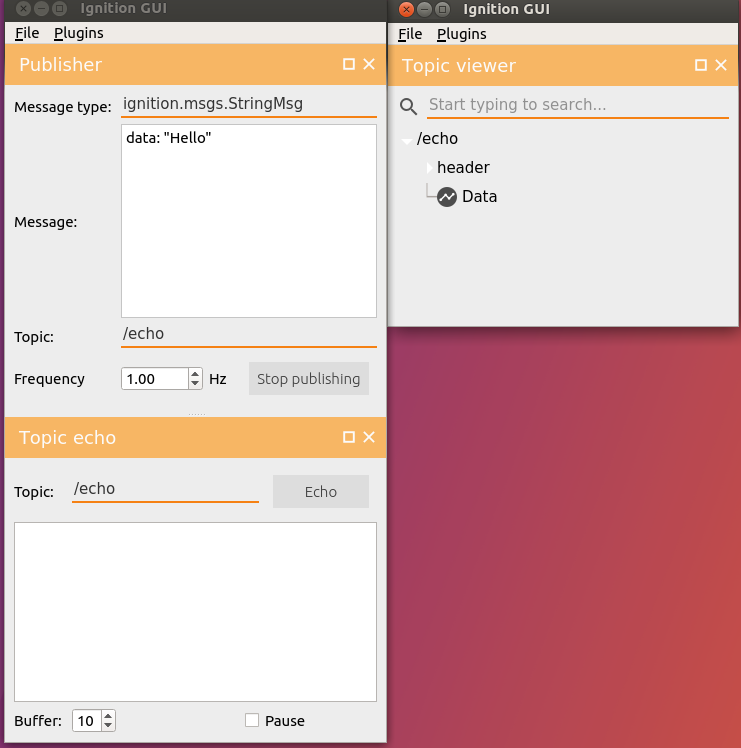 Ignition GUI
File Plugins
Publisher
Message type: ignition.msgs.StringMsg
data: "Hello"
Message:
Topic: /echo
Frequency 1.00 Hz Stop publishing
Topic echo
Topic: /echo Echo
Buffer: 10 Pause
Ignition GUI
File Plugins
Topic viewer
Start typing to search...
/echo
header
Data